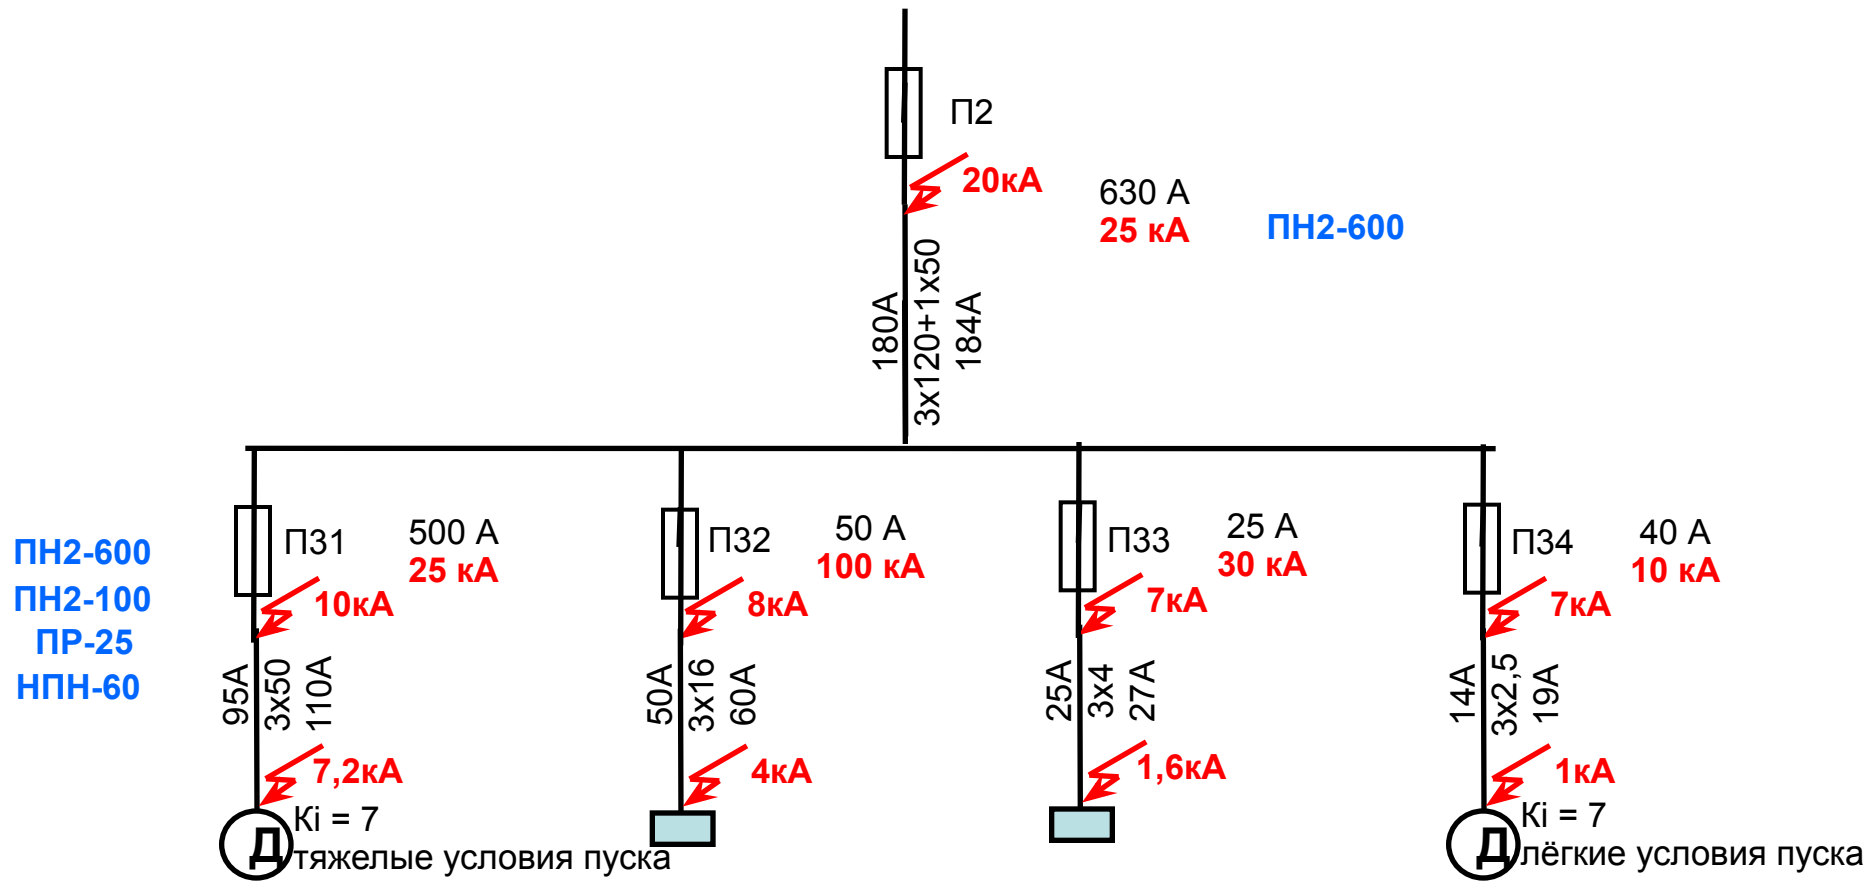 П2
20кА
630 А
25 кА
ПН2-600
180А
3х120+1х50
184А
ПН2-600
ПН2-100
ПР-25
НПН-60
П31
500 А
25 кА
10кА
95А
3х50
110А
7,2кА
Д
Кi = 7
тяжелые условия пуска
П32
50 А
100 кА
8кА
50А
3х16
60А
4кА
П33
25 А
30 кА
7кА
25А
3х4
27А
1,6кА
П34
40 А
10 кА
7кА
14А
3х2,5
19А
1кА
Д
Кi = 7
лёгкие условия пуска